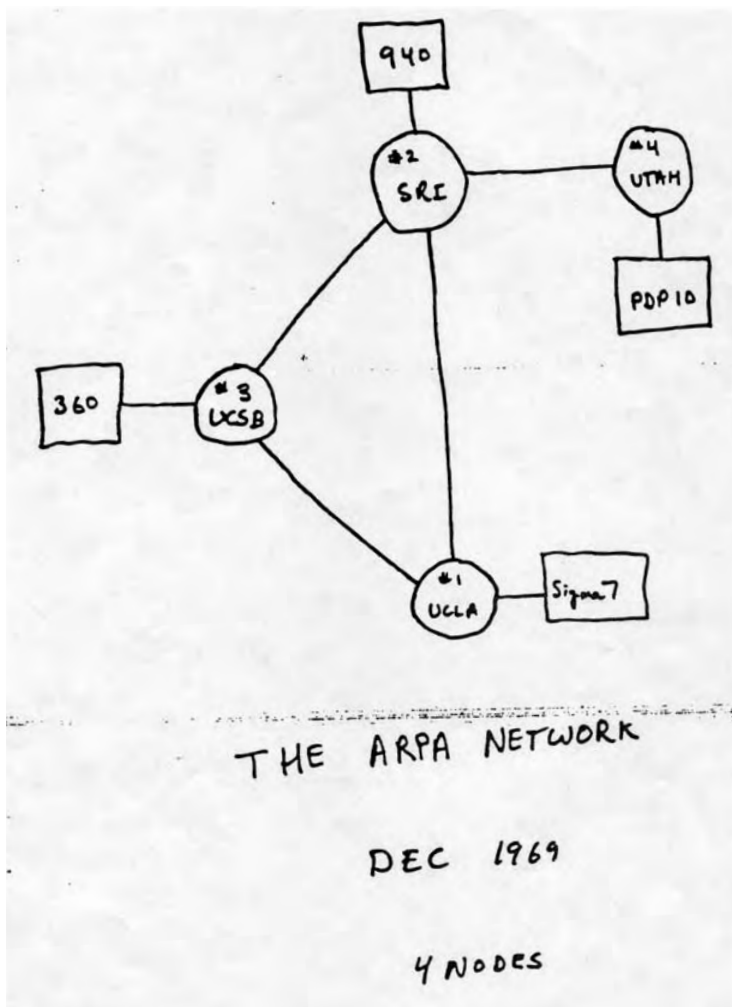 940
#2
SRI
#4
UTAH
PDP 10
360
#3
UCSB
#1
UCLA
Sigma 7
THE ARPA NETWORK
DEC 1969
4 NODES